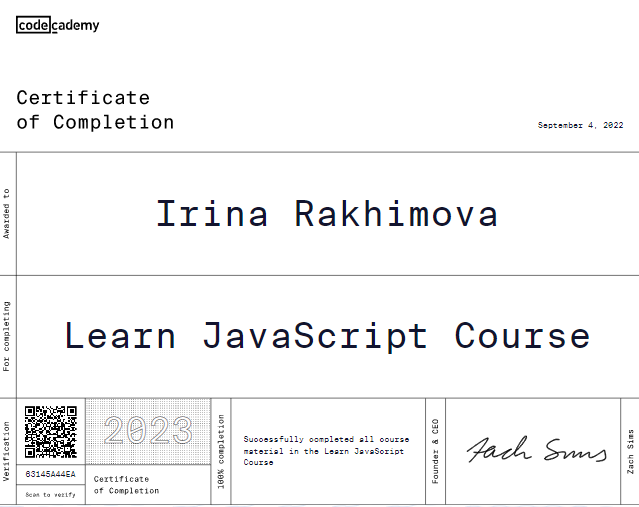 codecademy
Certificate
of Completion
September 4, 2022
Awarded to
Irina Rakhimova
For completing
Learn JavaScript Course
Verification
63145A44EA
Scan to verify
2023
Certificate
of Completion
100% completion
Successfully completed all course
material in the Learn JavaScript
Course
Founder & CEO
Zach Sims
Zach Sims